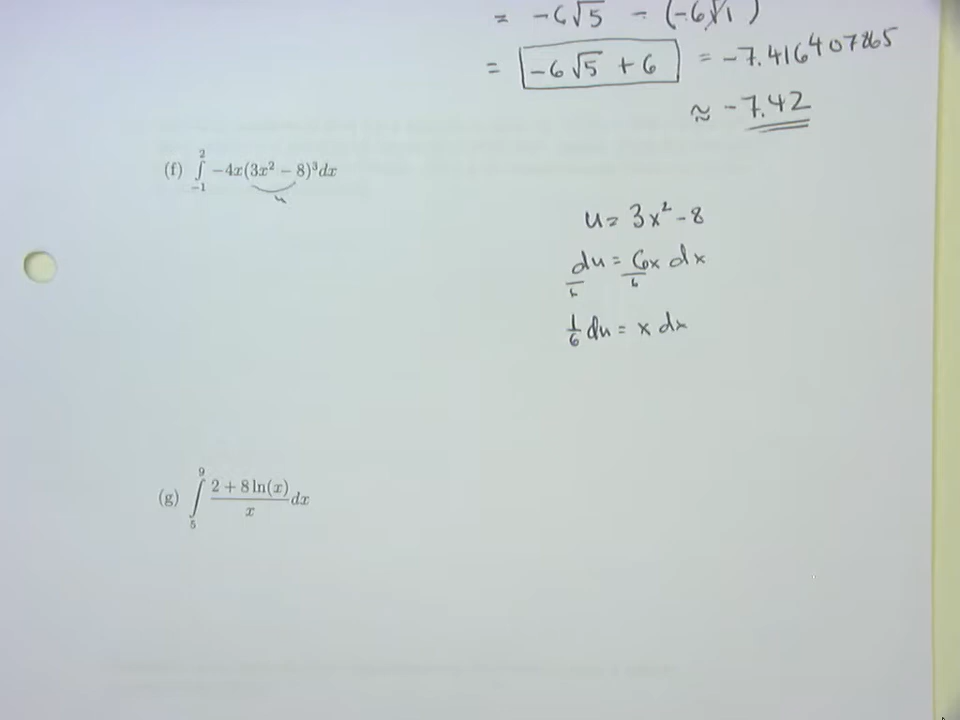 = -6√5 - (-6√1)
= -6√5 + 6 = -7.416407865
≈ -7.42
(f) ∫_{-1}^{2} -4x(3x² - 8)³dx
u
u = 3x² - 8
du/6 = 6x/6 dx
1/6 du = x dx
(g) ∫_{5}^{9} (2 + 8 ln(x))/x dx